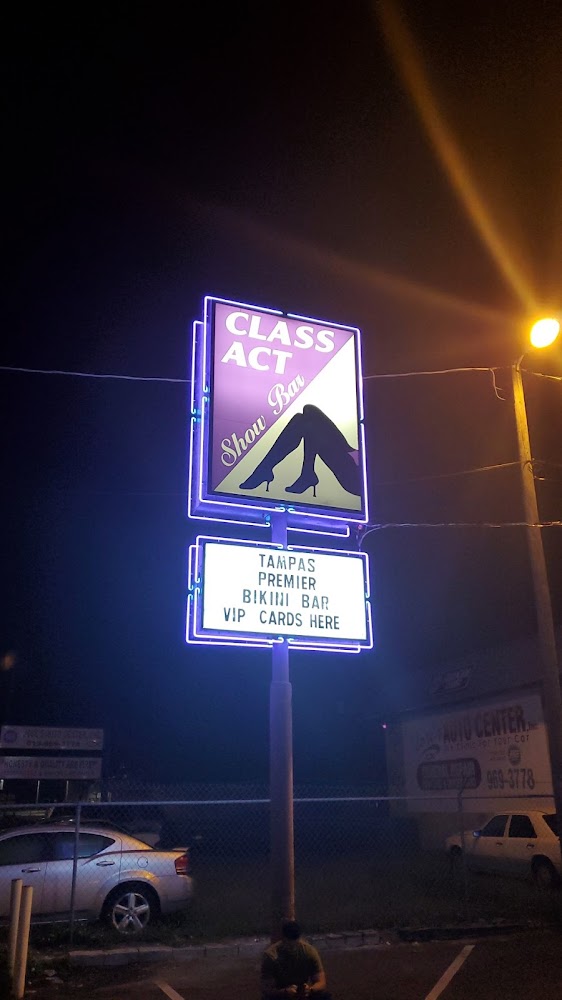 CLASS
ACT
Show Bar
TAMPAS
PREMIER
BIKINI BAR
VIP CARDS HERE
AUTO CENTER
969-3778